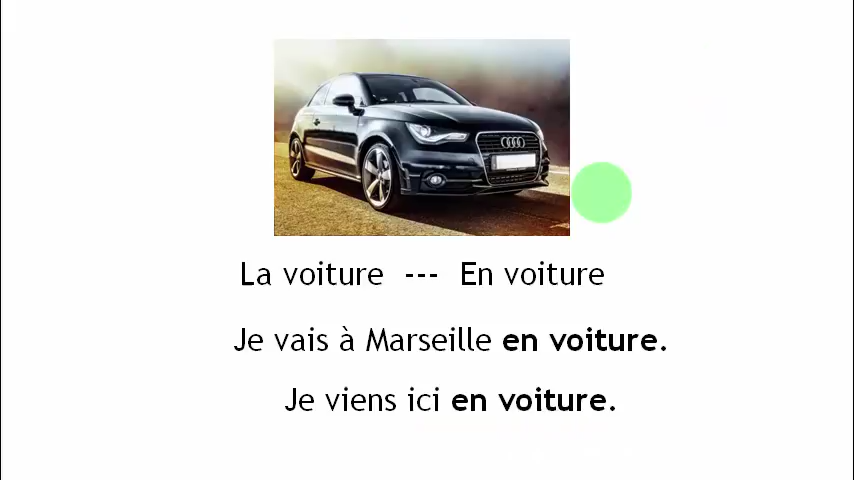 La voiture --- En voiture
Je vais à Marseille en voiture.
Je viens ici en voiture.